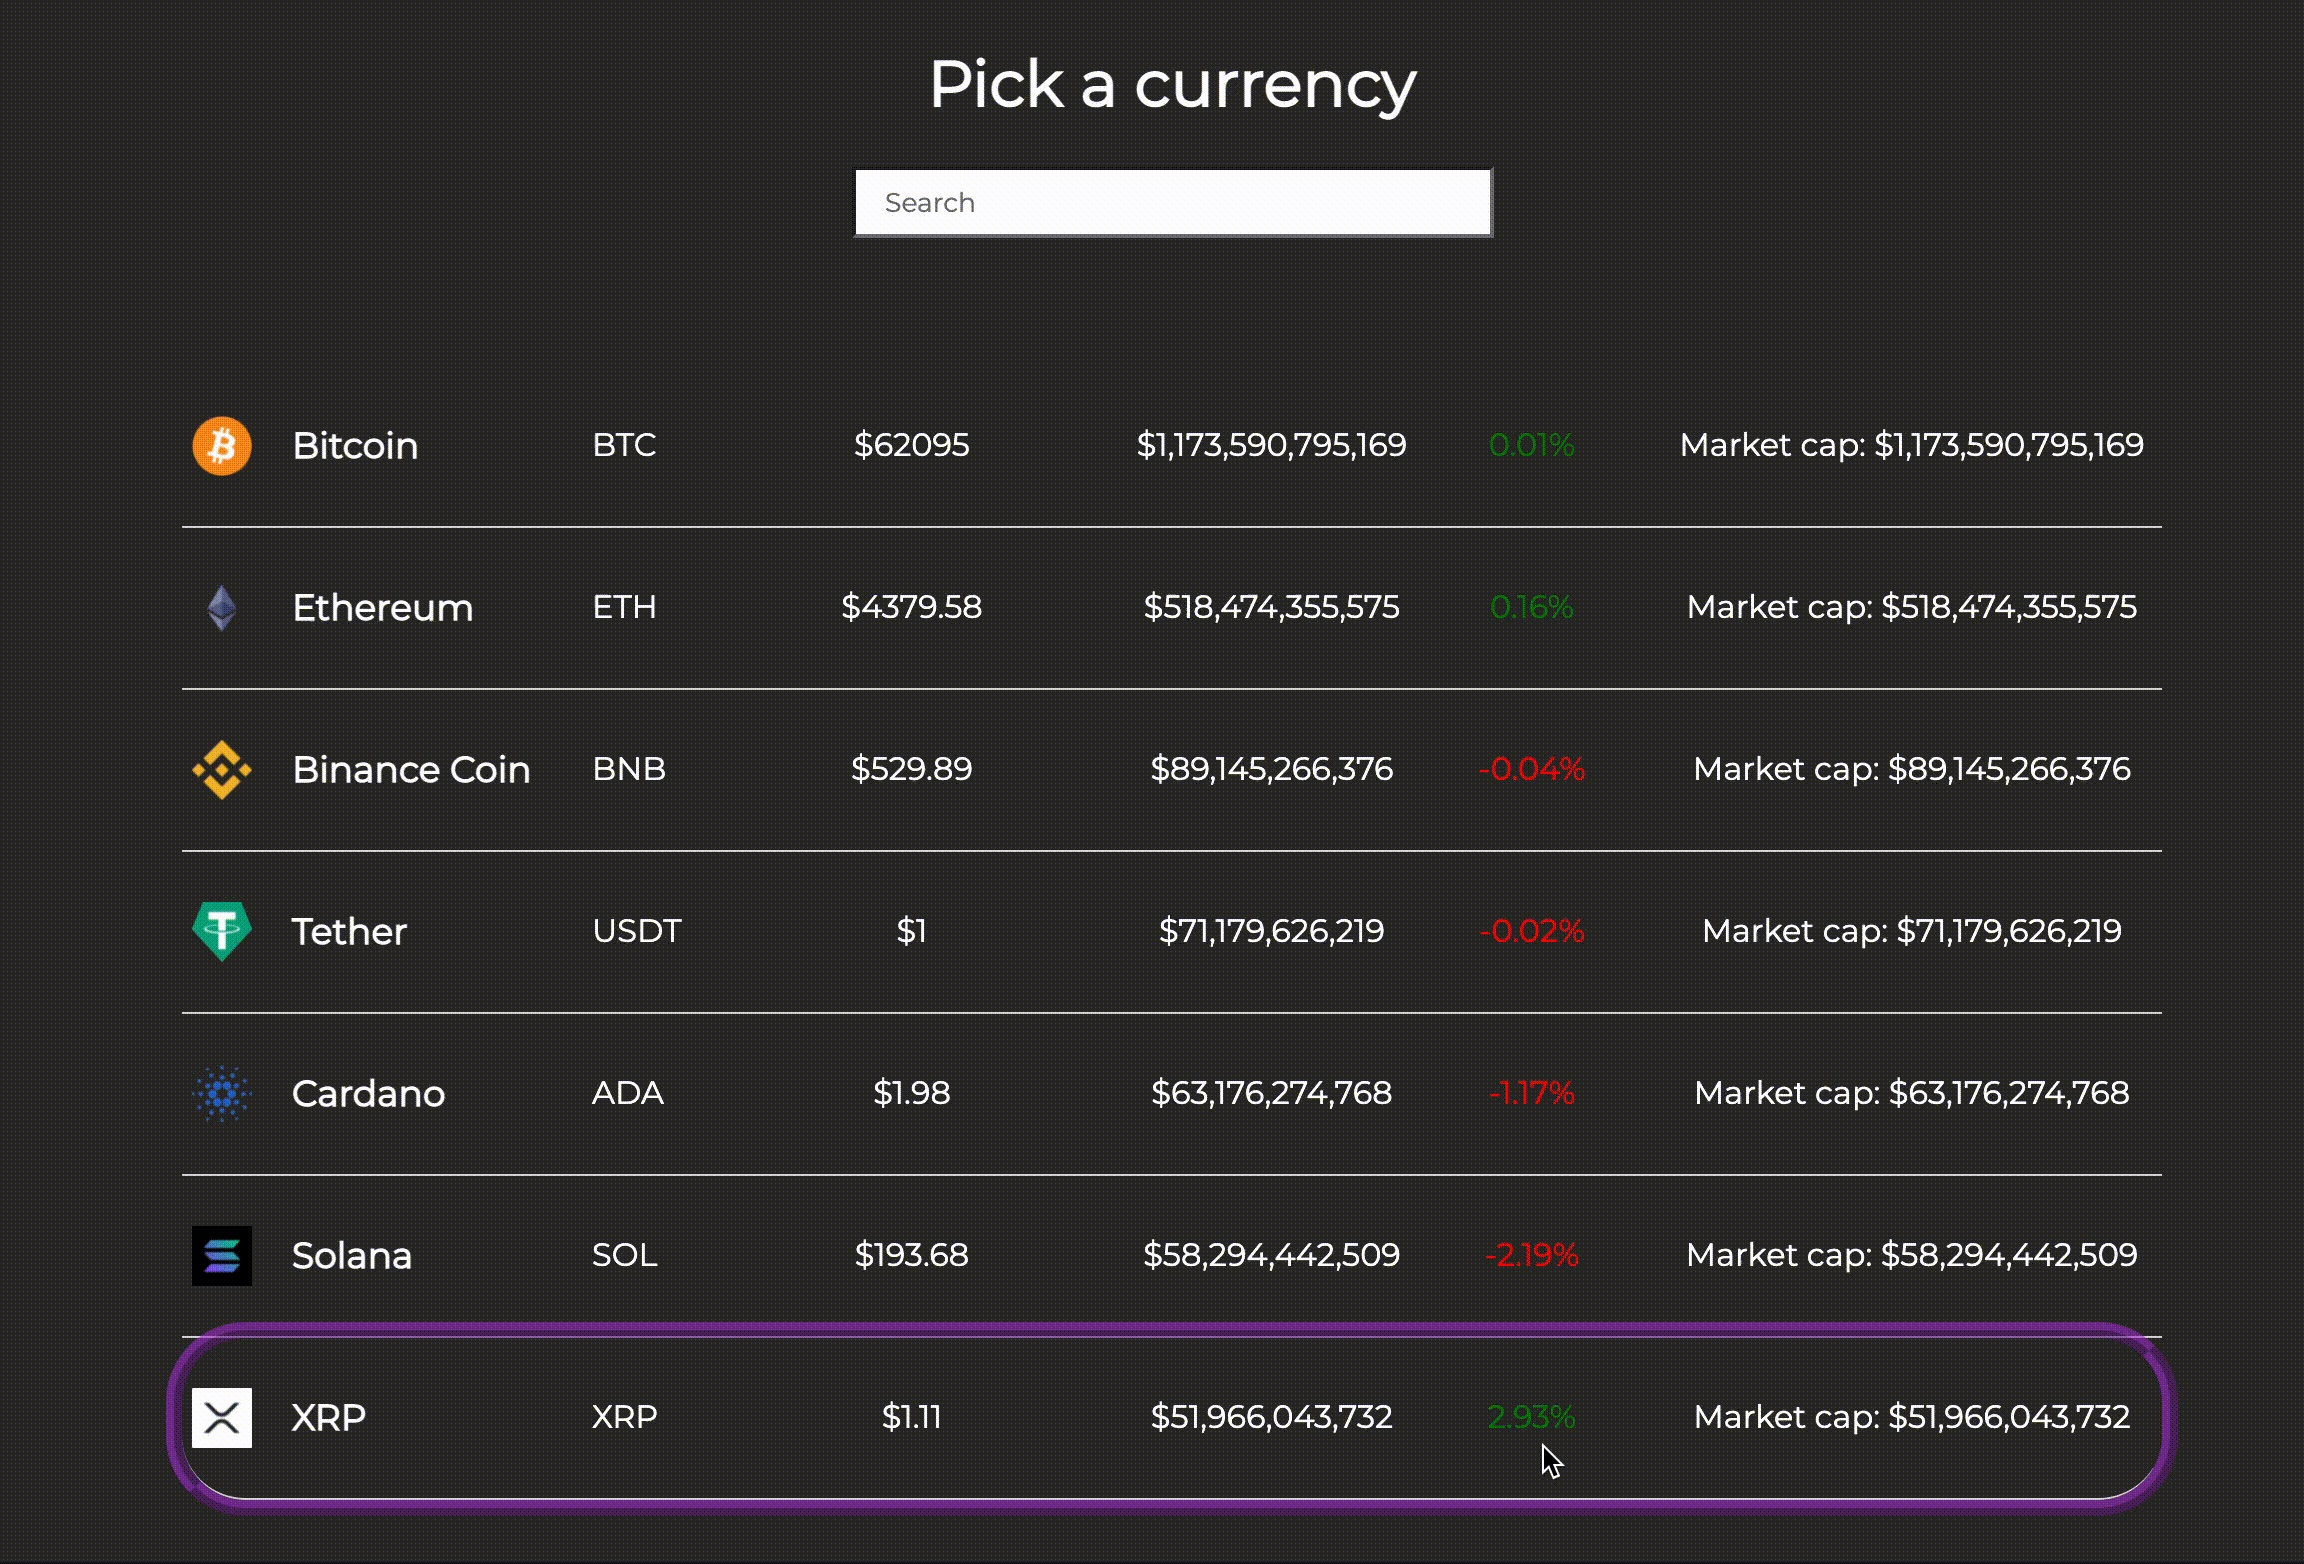 Pick a currency
Search
Bitcoin BTC $62095 $1,173,590,795,169 0.01% Market cap: $1,173,590,795,169
Ethereum ETH $4379.58 $518,474,355,575 0.16% Market cap: $518,474,355,575
Binance Coin BNB $529.89 $89,145,266,376 -0.04% Market cap: $89,145,266,376
Tether USDT $1 $71,179,626,219 -0.02% Market cap: $71,179,626,219
Cardano ADA $1.98 $63,176,274,768 -1.17% Market cap: $63,176,274,768
Solana SOL $193.68 $58,294,442,509 -2.19% Market cap: $58,294,442,509
XRP XRP $1.11 $51,966,043,732 2.93% Market cap: $51,966,043,732